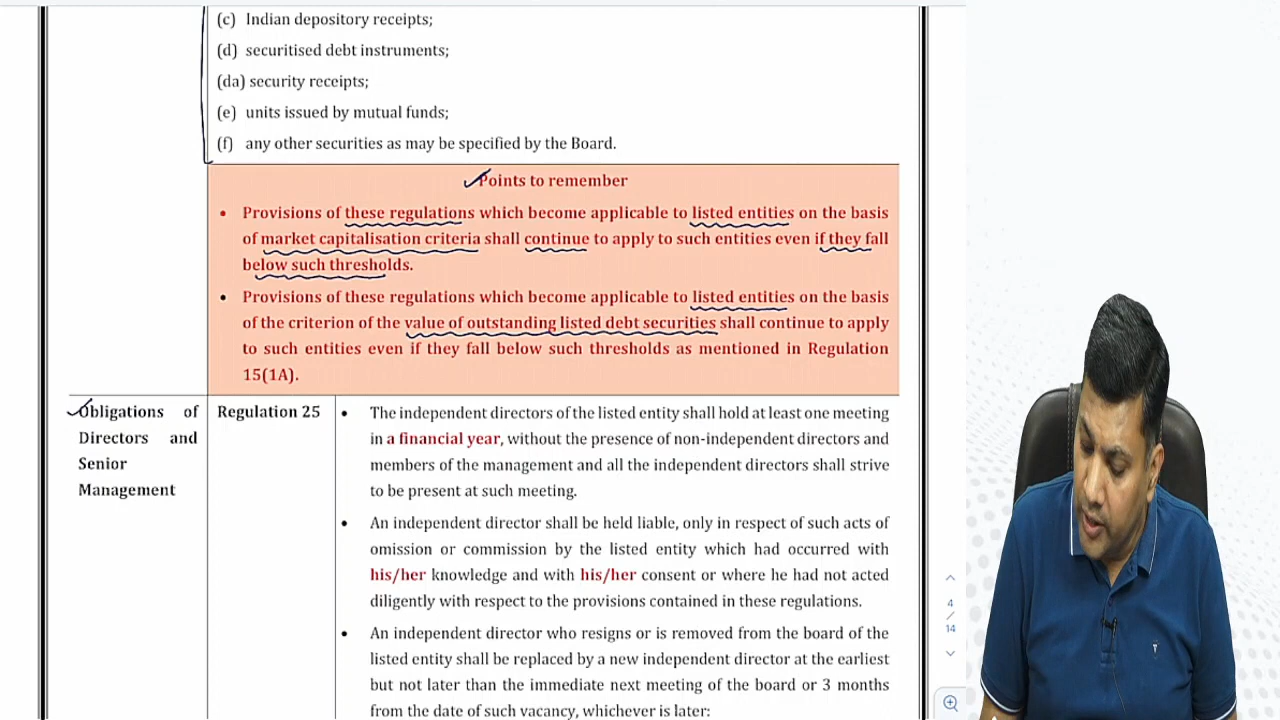 (c) Indian depository receipts;
(d) securitised debt instruments;
(da) security receipts;
(e) units issued by mutual funds;
(f) any other securities as may be specified by the Board.
Points to remember
• Provisions of these regulations which become applicable to listed entities on the basis
of market capitalisation criteria shall continue to apply to such entities even if they fall
below such thresholds.
• Provisions of these regulations which become applicable to listed entities on the basis
of the criterion of the value of outstanding listed debt securities shall continue to apply
to such entities even if they fall below such thresholds as mentioned in Regulation
15(1A).
Obligations of
Directors and
Senior
Management
Regulation 25
• The independent directors of the listed entity shall hold at least one meeting
in a financial year, without the presence of non-independent directors and
members of the management and all the independent directors shall strive
to be present at such meeting.
• An independent director shall be held liable, only in respect of such acts of
omission or commission by the listed entity which had occurred with
his/her knowledge and with his/her consent or where he had not acted
diligently with respect to the provisions contained in these regulations.
• An independent director who resigns or is removed from the board of the
listed entity shall be replaced by a new independent director at the earliest
but not later than the immediate next meeting of the board or 3 months
from the date of such vacancy, whichever is later:
4
/
14